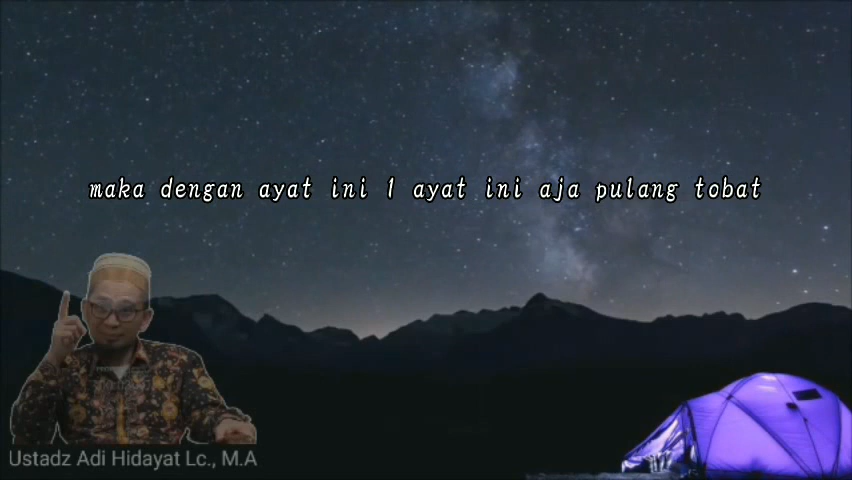 maka dengan ayat ini 1 ayat ini aja pulang tobat
Ustadz Adi Hidayat Lc., M.A